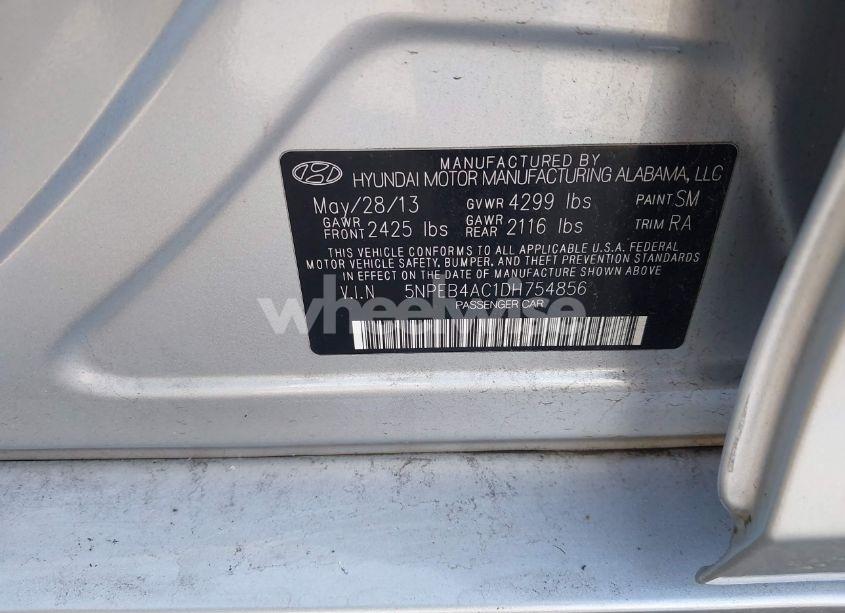 MANUFACTURED BY
HYUNDAI MOTOR MANUFACTURING ALABAMA, LLC
May/28/13 GVWR 4299 lbs PAINT SM
GAWR FRONT 2425 lbs GAWR REAR 2116 lbs TRIM RA
THIS VEHICLE CONFORMS TO ALL APPLICABLE U.S.A. FEDERAL
MOTOR VEHICLE SAFETY, BUMPER, AND THEFT PREVENTION STANDARDS
IN EFFECT ON THE DATE OF MANUFACTURE SHOWN ABOVE
V.I.N 5NPEB4AC1DH754856
PASSENGER CAR
wheelwise